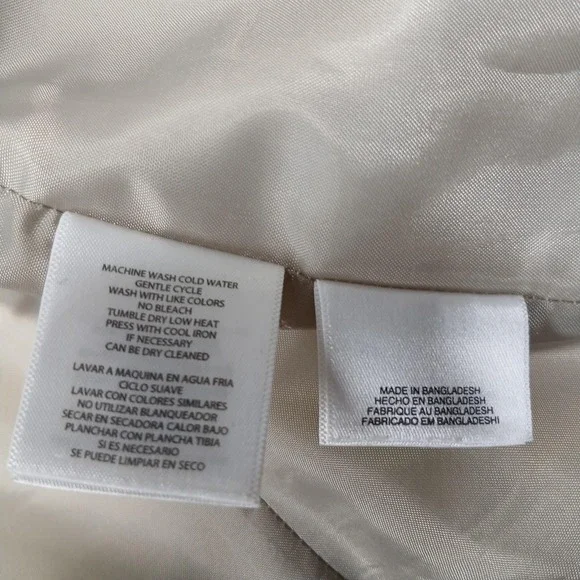 MACHINE WASH COLD WATER
GENTLE CYCLE
WASH WITH LIKE COLORS
NO BLEACH
TUMBLE DRY LOW HEAT
PRESS WITH COOL IRON
IF NECESSARY
CAN BE DRY CLEANED
LAVAR A MAQUINA EN AGUA FRIA
CICLO SUAVE
LAVAR CON COLORES SIMILARES
NO UTILIZAR BLANQUEADOR
SECAR EN SECADORA CALOR BAJO
PLANCHAR CON PLANCHA TIBIA
SI ES NECESARIO
SE PUEDE LIMPIAR EN SECO
MADE IN BANGLADESH
HECHO EN BANGLADESH
FABRIQUE AU BANGLADESH
FABRICADO EM BANGLADESHI